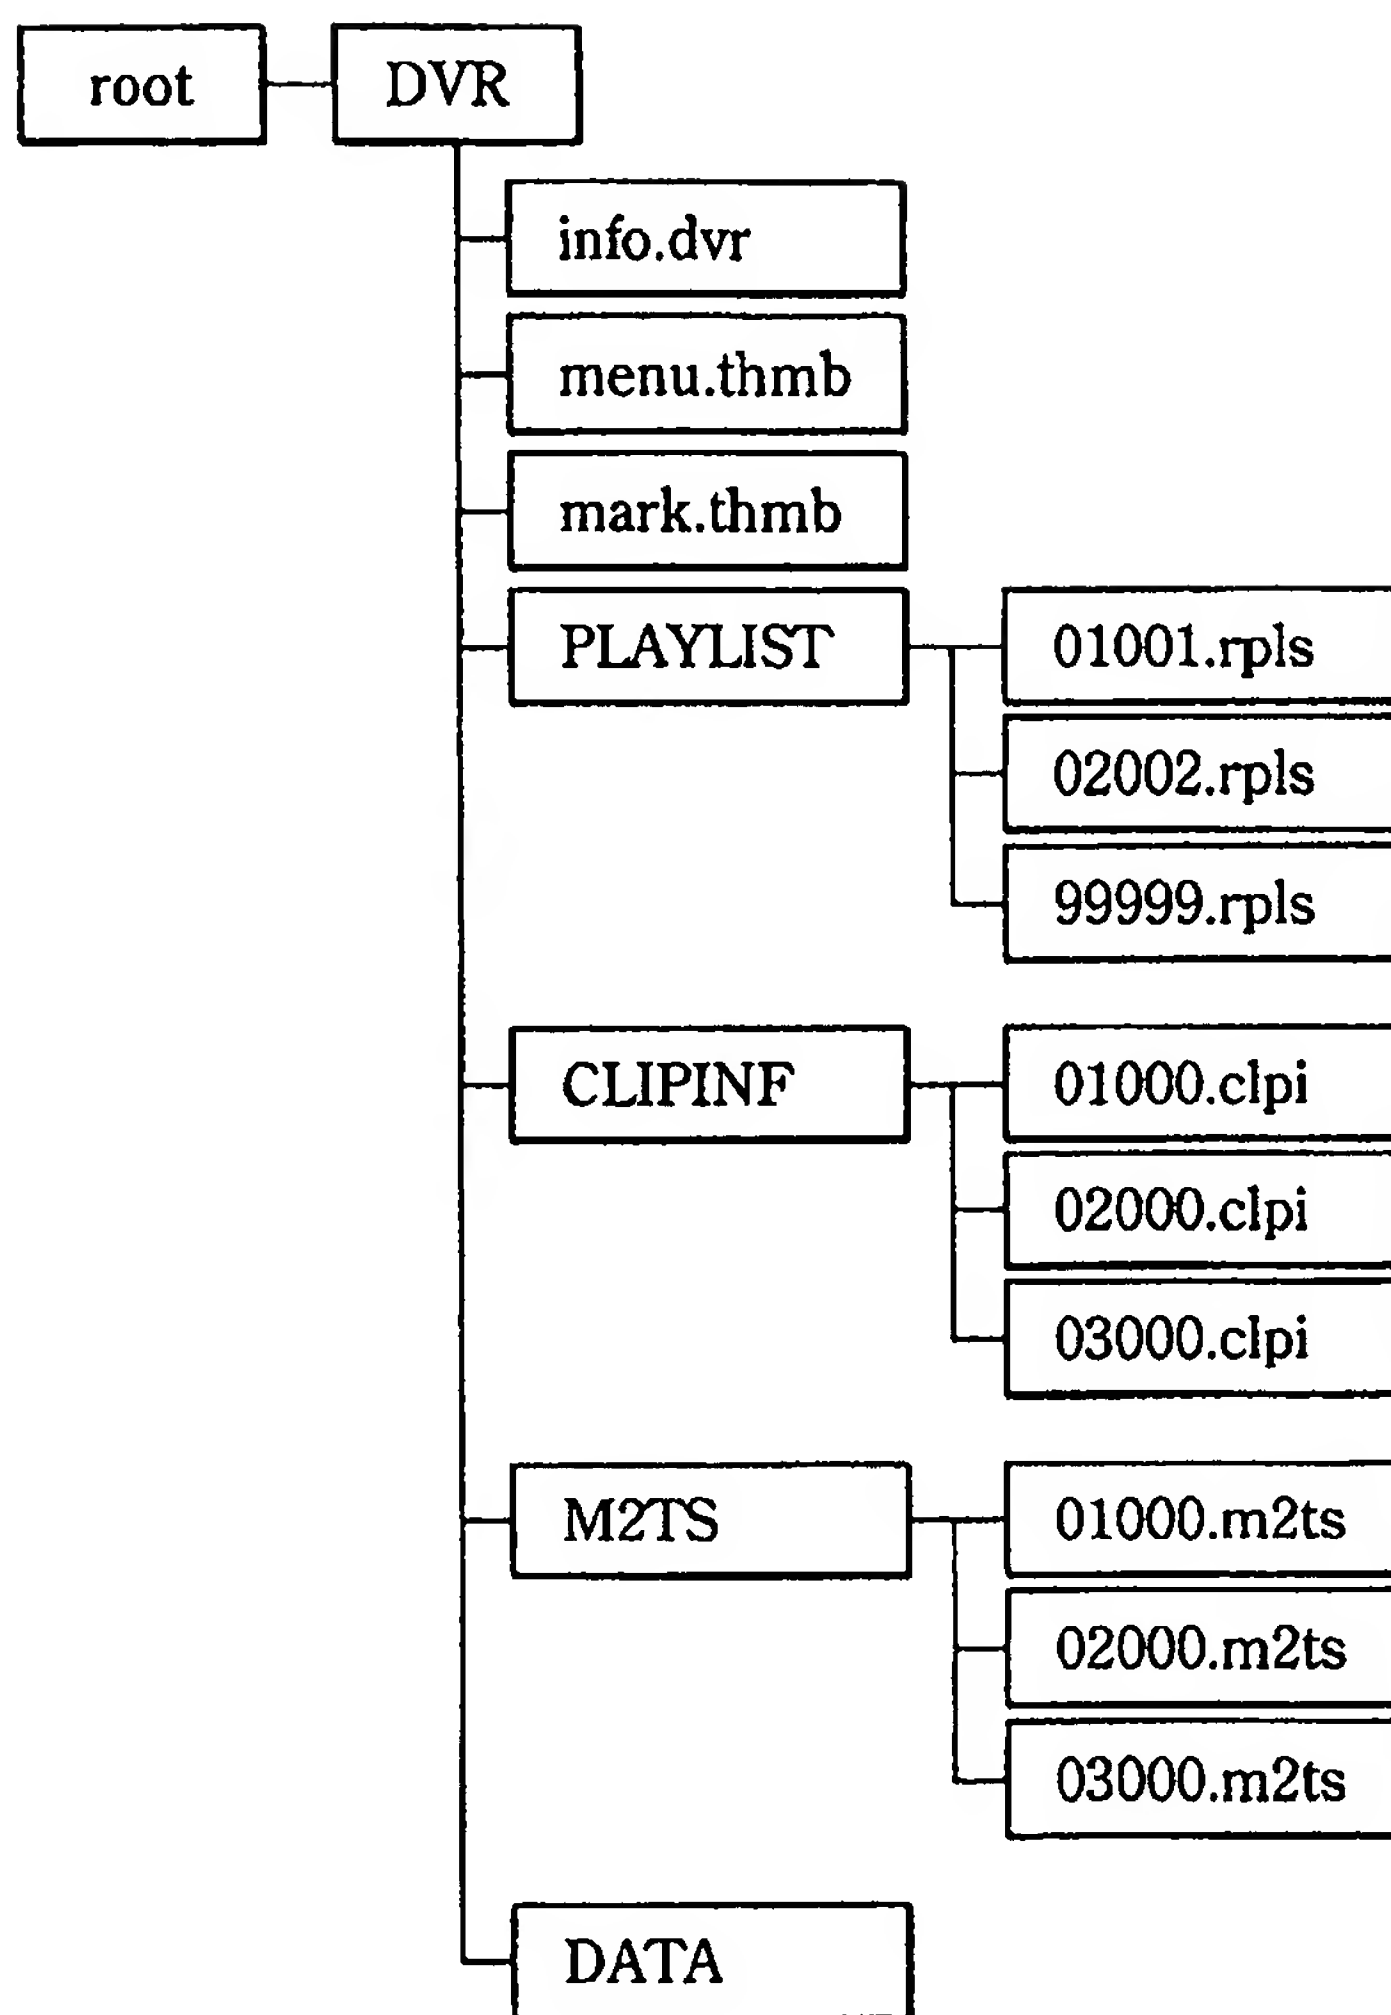 root DVR
info.dvr
menu.thmb
mark.thmb
PLAYLIST 01001.rpls
02002.rpls
99999.rpls
CLIPINF 01000.clpi
02000.clpi
03000.clpi
M2TS 01000.m2ts
02000.m2ts
03000.m2ts
DATA